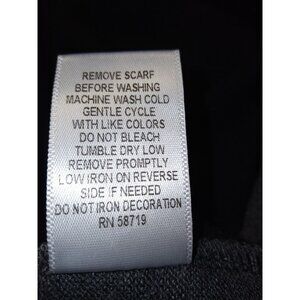 REMOVE SCARF
BEFORE WASHING
MACHINE WASH COLD
GENTLE CYCLE
WITH LIKE COLORS
DO NOT BLEACH
TUMBLE DRY LOW
REMOVE PROMPTLY
LOW IRON ON REVERSE
SIDE IF NEEDED
DO NOT IRON DECORATION
RN 58719